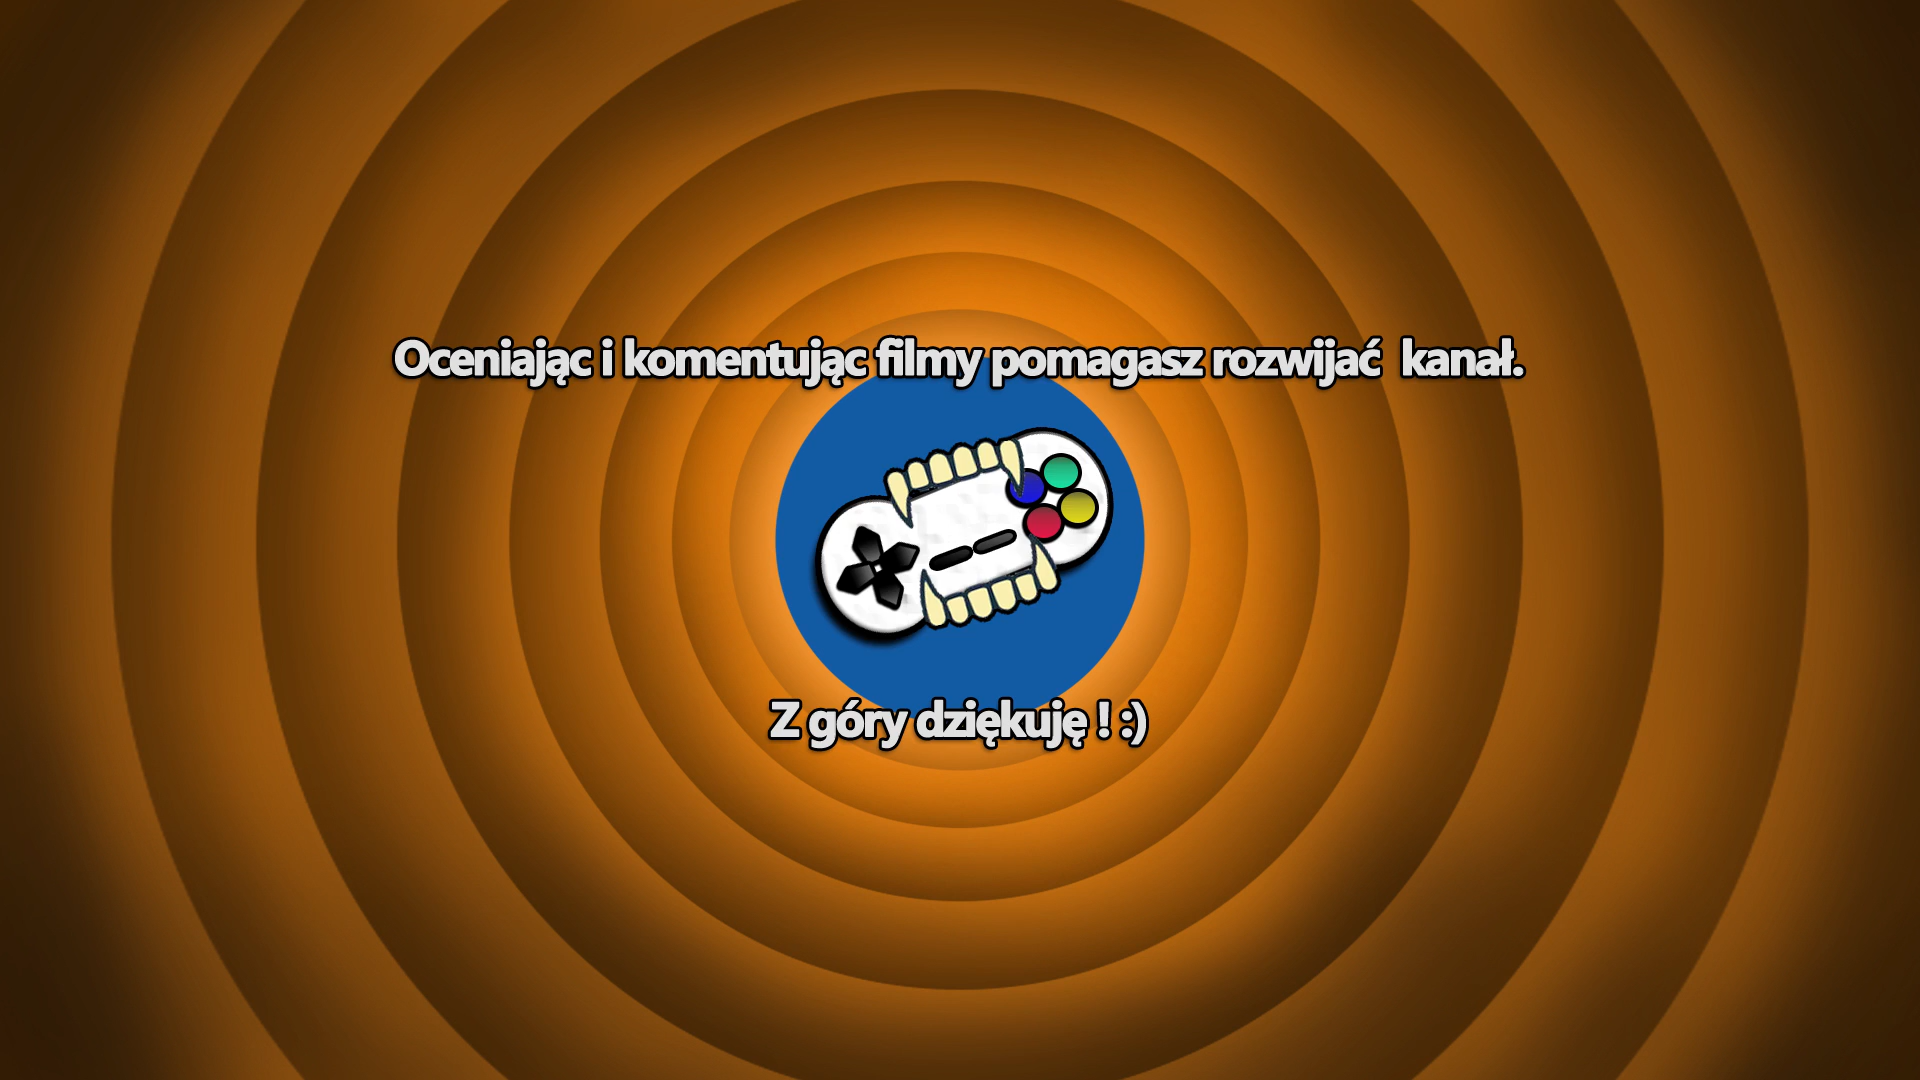 Oceniając i komentując filmy pomagasz rozwijać kanał.
Z góry dziękuję ! :)